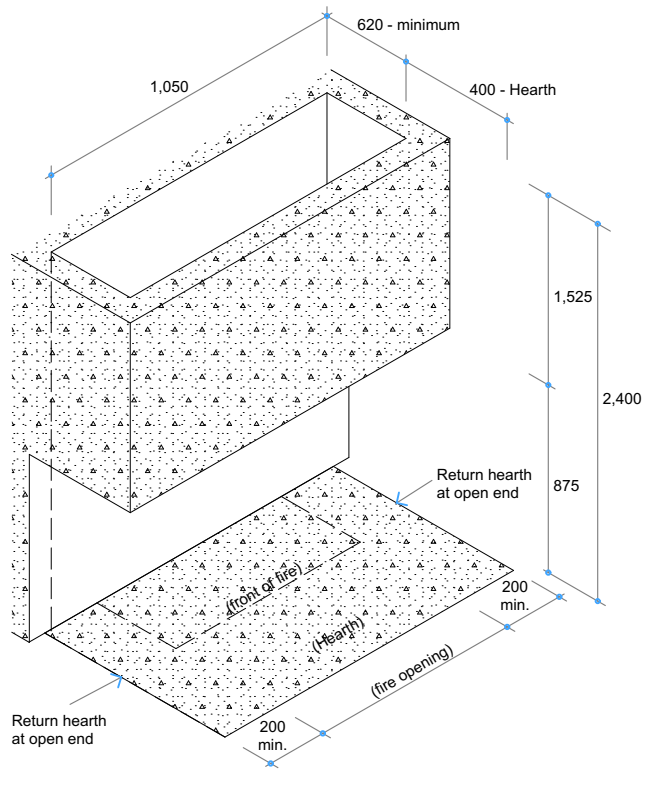 620 - minimum
1,050
400 - Hearth
1,525
2,400
Return hearth
at open end
875
(front of fire)
200
min.
(Hearth)
(fire opening)
Return hearth
at open end
200
min.